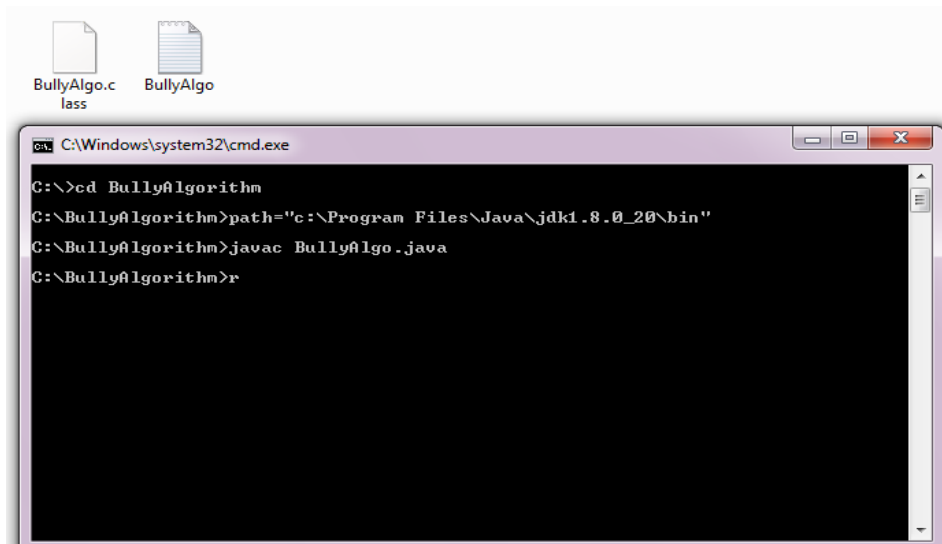 BullyAlgo.c
lass
BullyAlgo
C:\Windows\system32\cmd.exe
C:\>cd BullyAlgorithm
C:\BullyAlgorithm>path="c:\Program Files\Java\jdk1.8.0_20\bin"
C:\BullyAlgorithm>javac BullyAlgo.java
C:\BullyAlgorithm>r